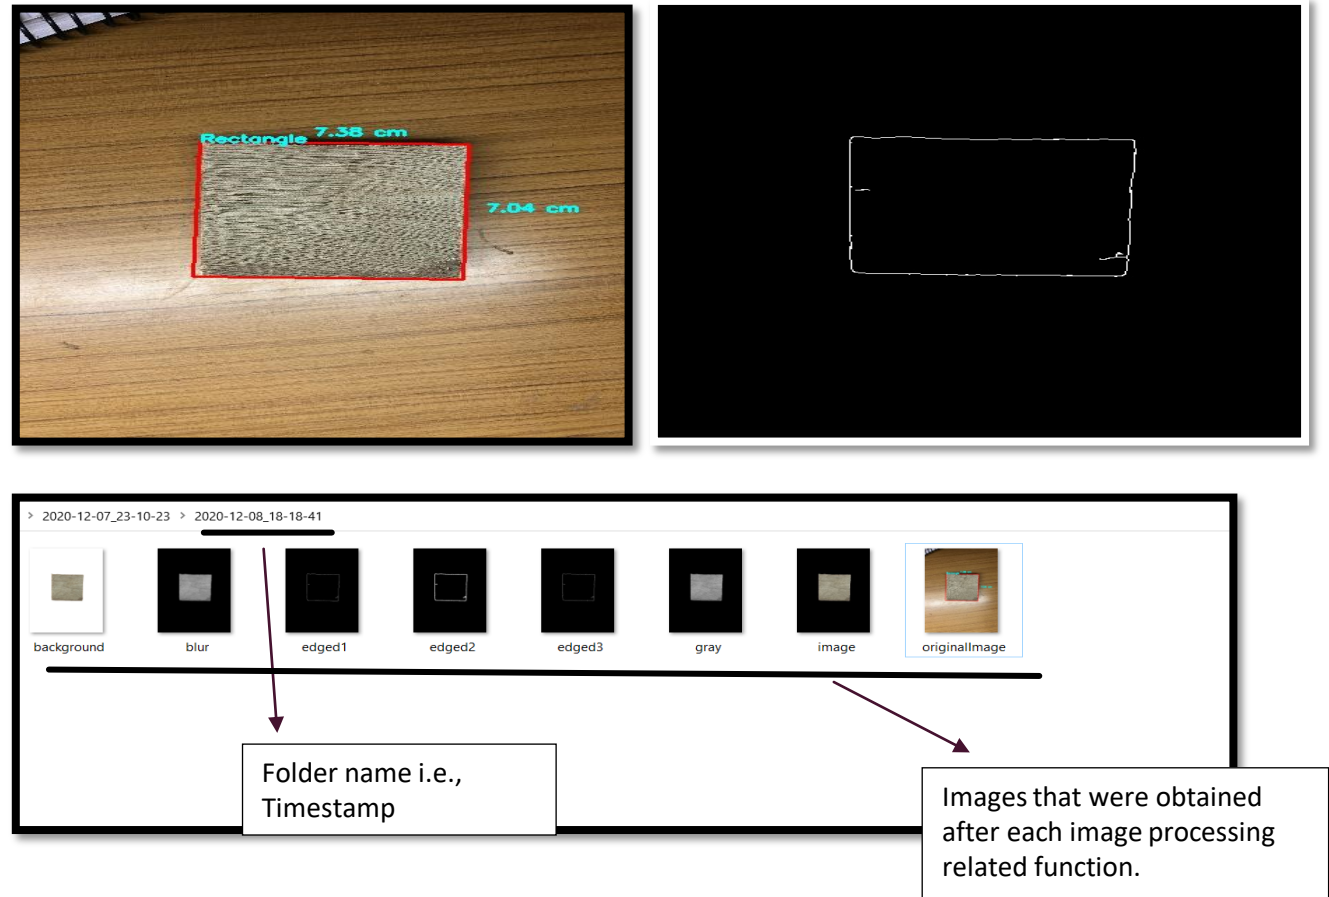 Rectangle 7.38 cm
7.04 cm
> 2020-12-07_23-10-23 > 2020-12-08_18-18-41
background blur edged1 edged2 edged3 gray image originalImage
Folder name i.e.,
Timestamp
Images that were obtained
after each image processing
related function.